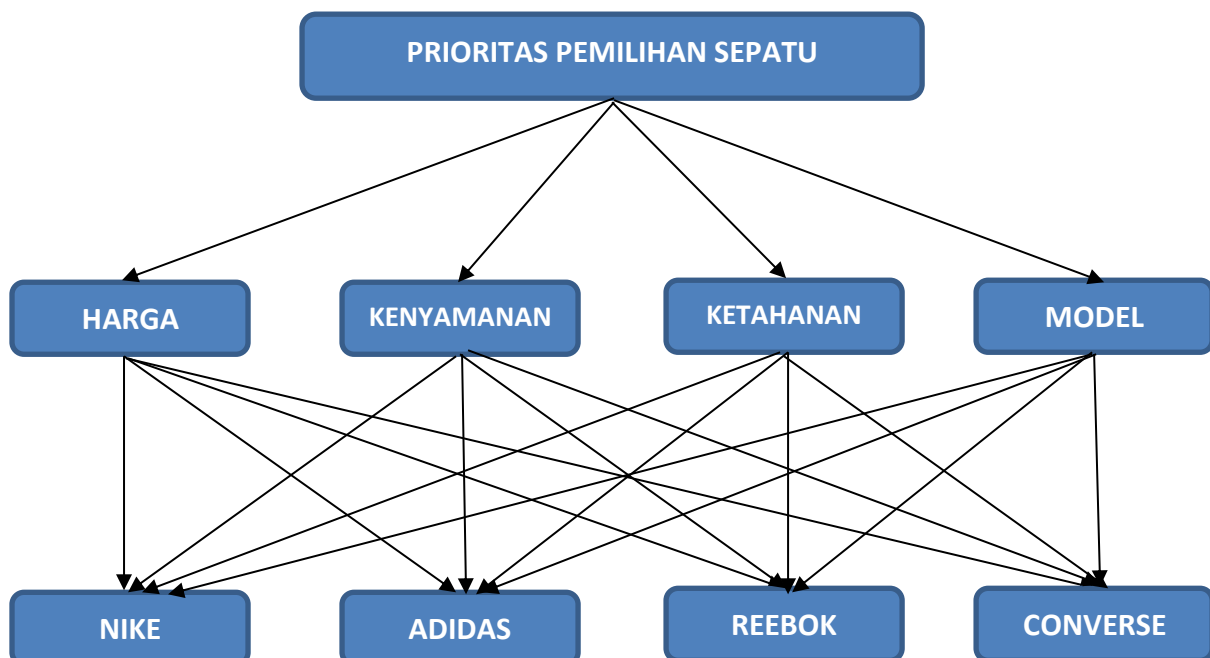 PRIORITAS PEMILIHAN SEPATU
HARGA
KENYAMANAN
KETAHANAN
MODEL
NIKE
ADIDAS
REEBOK
CONVERSE